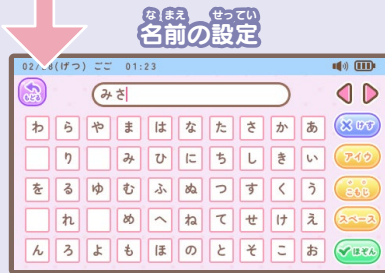 なまえ せってい
名前の設定
02/28(げつ) ごご 01:23
もどる
みさ
わ ら や ま は な た さ か あ けす
り み ひ に ち し き い アイウ
を る ゆ む ふ ぬ つ す く う こもじ
れ め へ ね て せ け え スペース
ん ろ よ も ほ の と そ こ お ほぞん